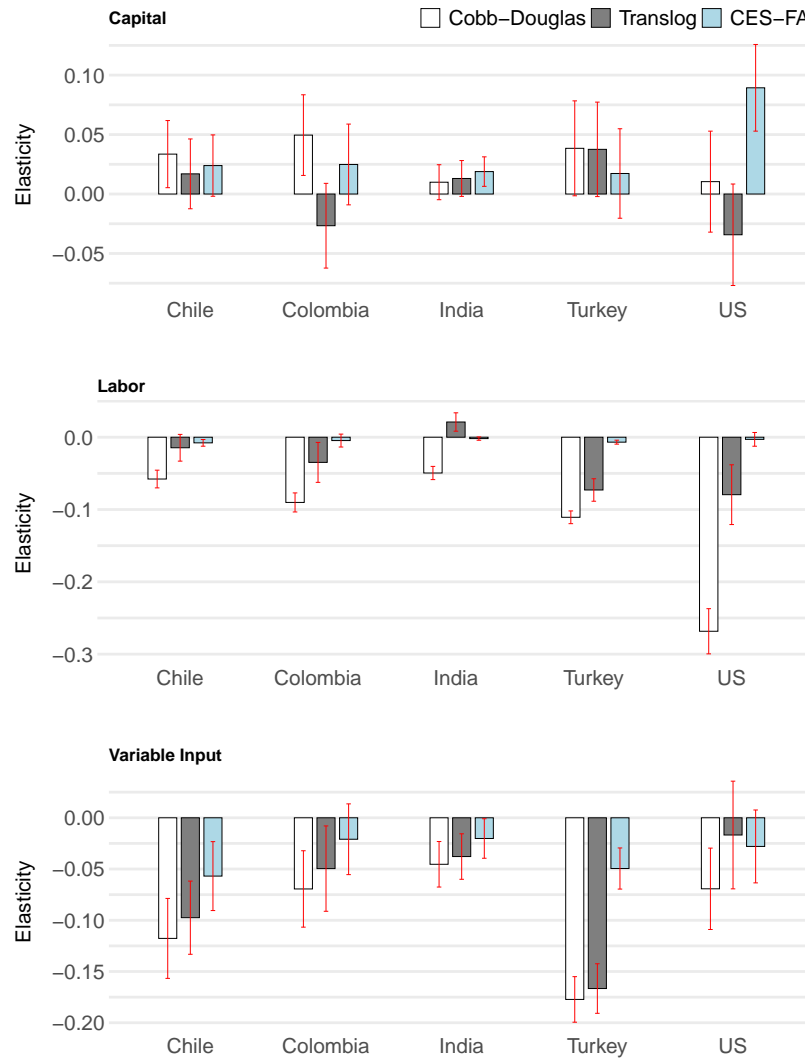 Capital Cobb−Douglas Translog CES−FA
0.10
0.05
0.00
−0.05
Elasticity
Chile Colombia India Turkey US
Labor
0.0
−0.1
−0.2
−0.3
Elasticity
Chile Colombia India Turkey US
Variable Input
0.00
−0.05
−0.10
−0.15
−0.20
Elasticity
Chile Colombia India Turkey US